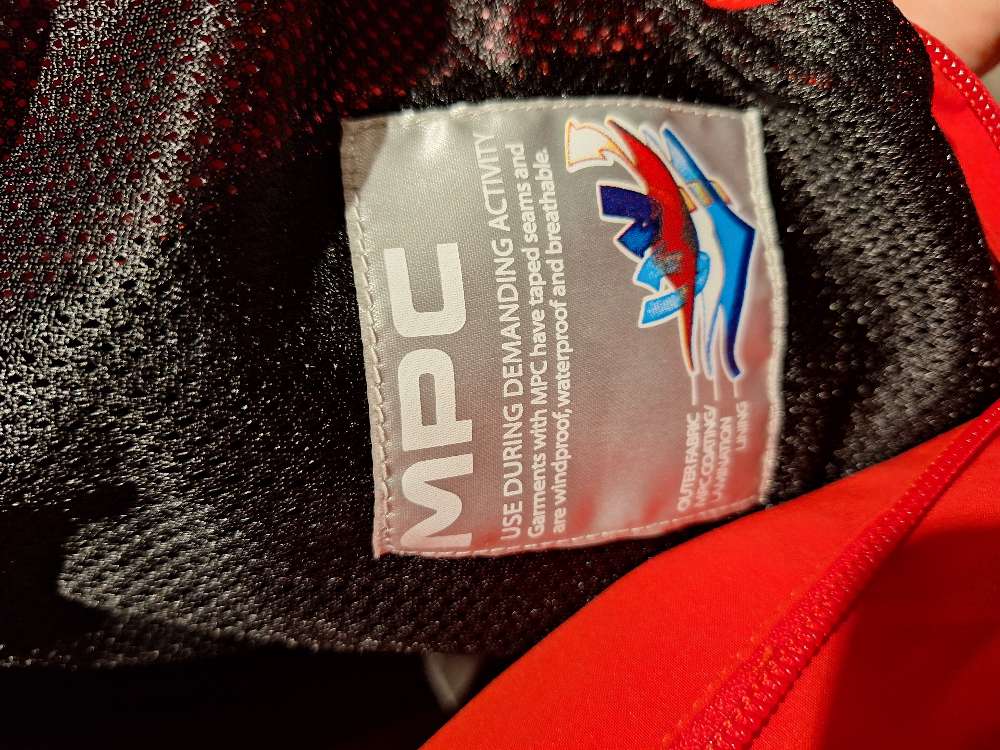 MPC
USE DURING DEMANDING ACTIVITY
Garments with MPC have taped seams and
are windproof, waterproof and breathable.
OUTER FABRIC
MPC COATING/
LAMINATION
LINING